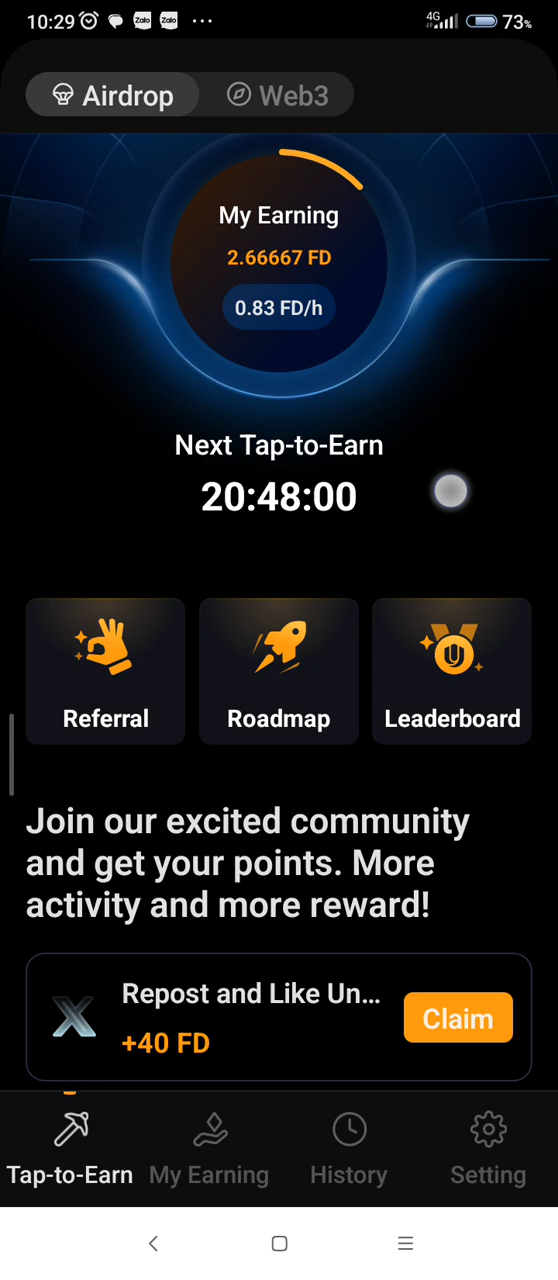 10:29 Zalo Zalo ... 4G 73%
Airdrop Web3
My Earning
2.66667 FD
0.83 FD/h
Next Tap-to-Earn
20:48:00
Referral Roadmap Leaderboard
Join our excited community
and get your points. More
activity and more reward!
Repost and Like Un...
+40 FD
Claim
Tap-to-Earn My Earning History Setting